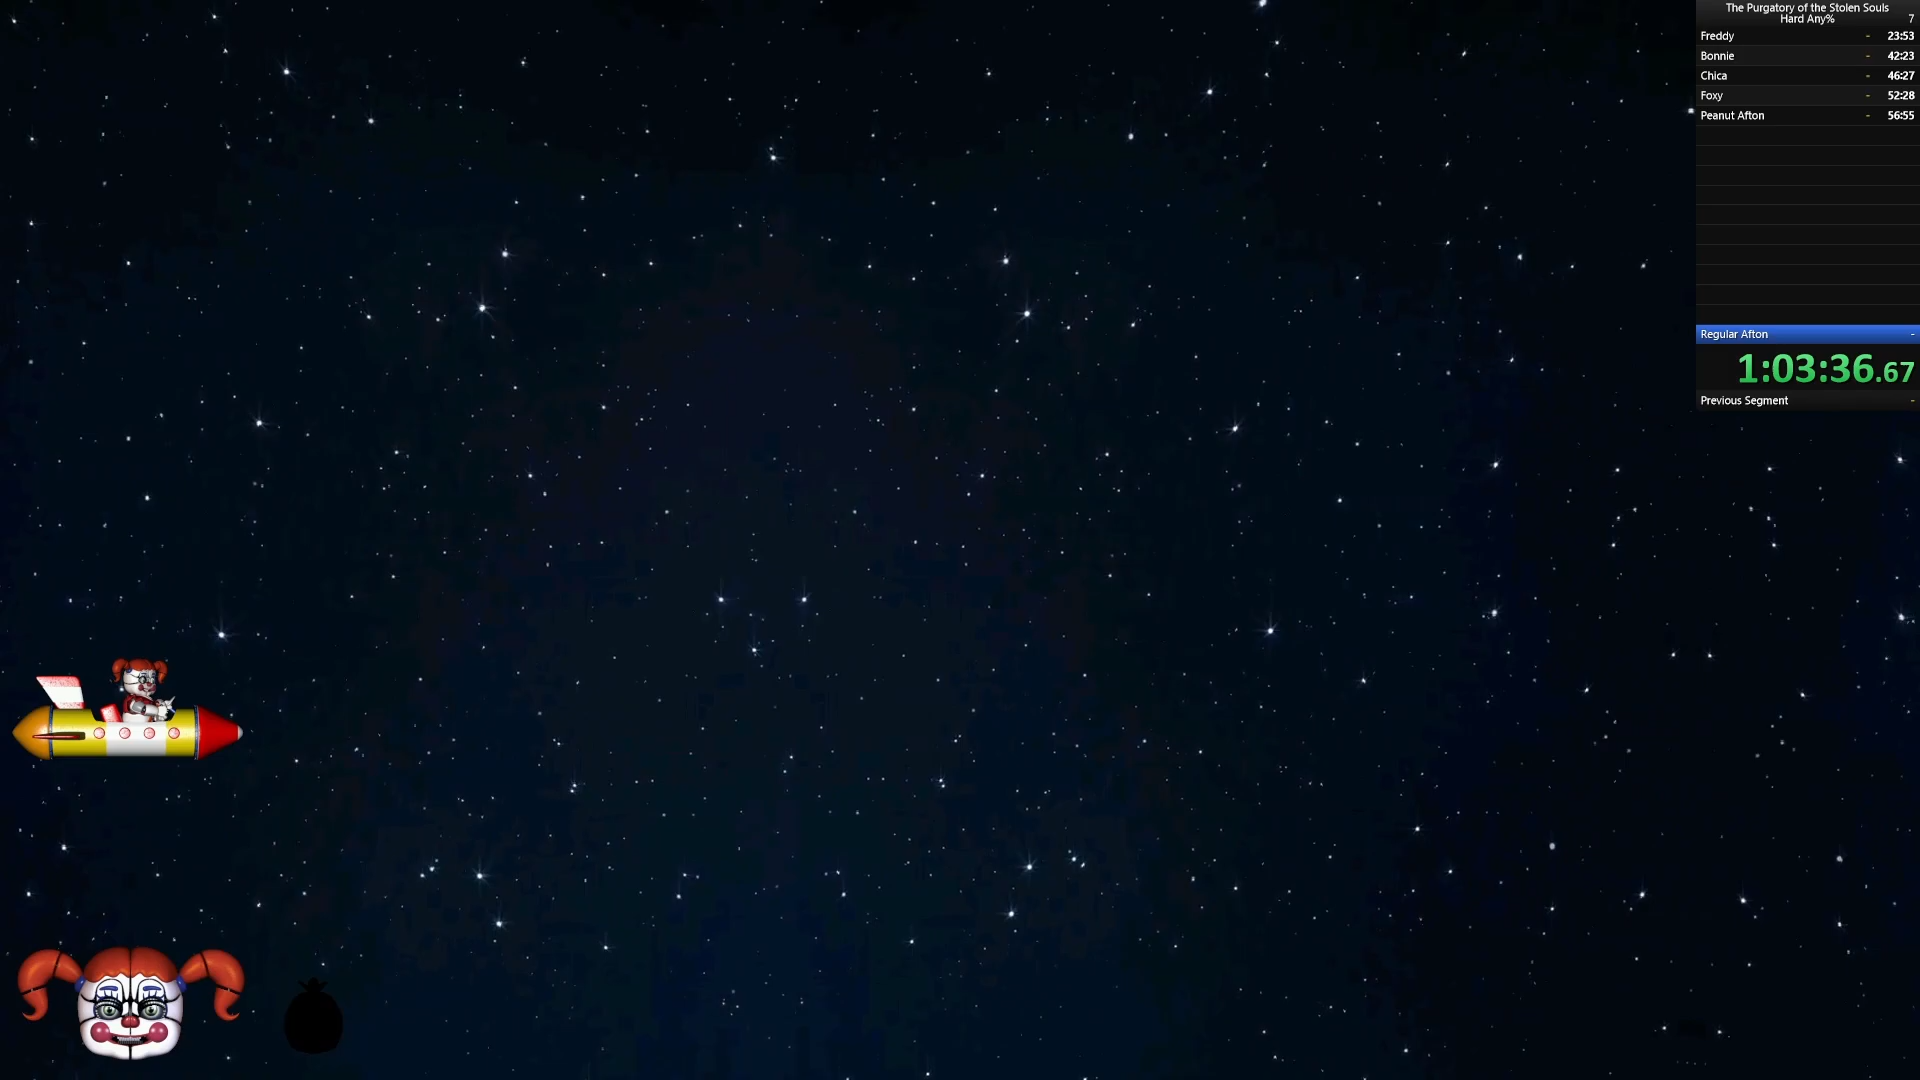 The Purgatory of the Stolen Souls
Hard Any% 7
Freddy - 23:53
Bonnie - 42:23
Chica - 46:27
Foxy - 52:28
Peanut Afton - 56:55
Regular Afton -
1:03:36.67
Previous Segment -